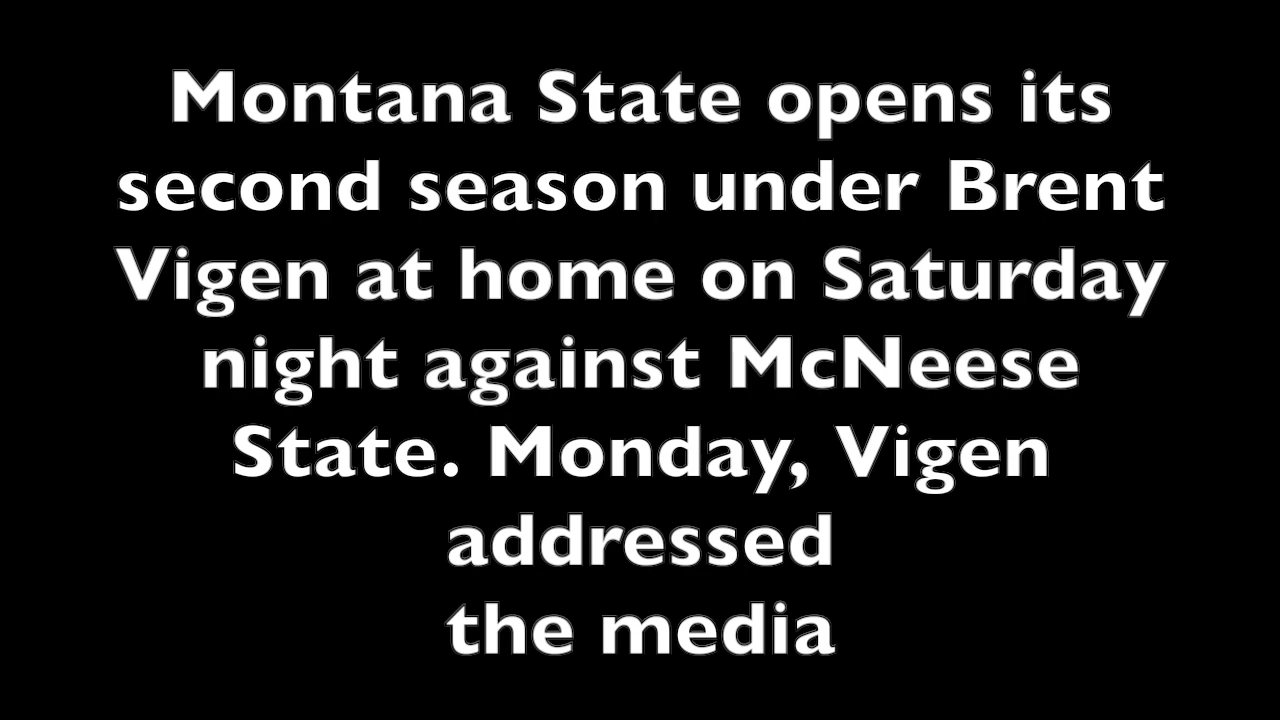 Montana State opens its
second season under Brent
Vigen at home on Saturday
night against McNeese
State. Monday, Vigen
addressed
the media